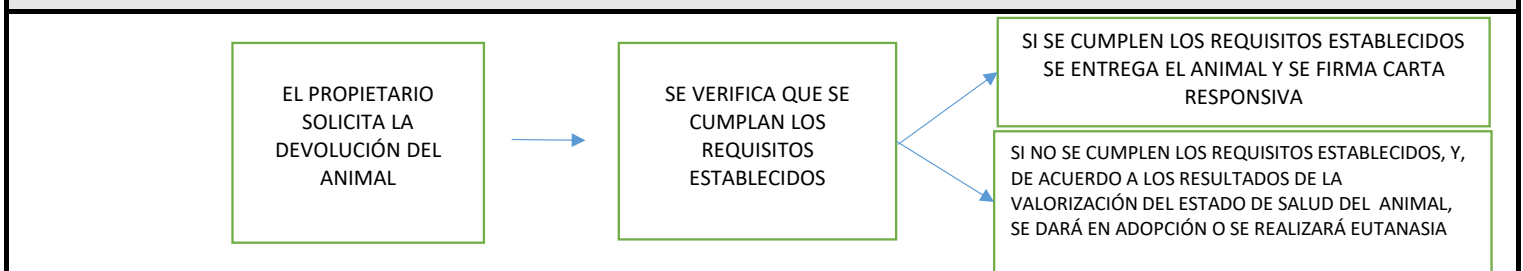 EL PROPIETARIO
SOLICITA LA
DEVOLUCIÓN DEL
ANIMAL
SE VERIFICA QUE SE
CUMPLAN LOS
REQUISITOS
ESTABLECIDOS
SI SE CUMPLEN LOS REQUISITOS ESTABLECIDOS
SE ENTREGA EL ANIMAL Y SE FIRMA CARTA
RESPONSIVA
SI NO SE CUMPLEN LOS REQUISITOS ESTABLECIDOS, Y,
DE ACUERDO A LOS RESULTADOS DE LA
VALORIZACIÓN DEL ESTADO DE SALUD DEL ANIMAL,
SE DARÁ EN ADOPCIÓN O SE REALIZARÁ EUTANASIA